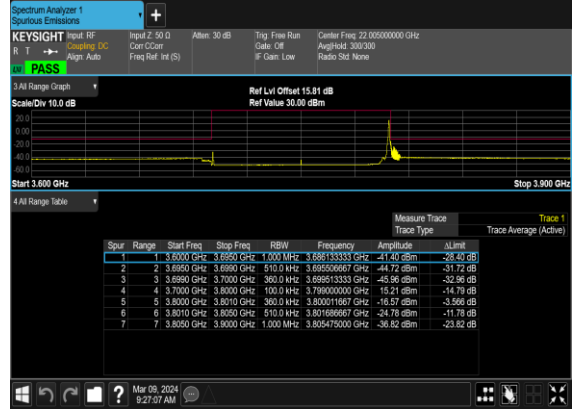 Spectrum Analyzer 1
Spurious Emissions
+
KEYSIGHT Input: RF Input Z: 50 Ω Atten: 30 dB Trig: Free Run Center Freq: 22.005000000 GHz
R T Coupling: DC Corr CCorr Gate: Off Avg|Hold: 300/300
Align: Auto Freq Ref: Int (S) IF Gain: Low Radio Std: None
PASS
3 All Range Graph
Ref Lvl Offset 15.81 dB
Scale/Div 10.0 dB Ref Value 30.00 dBm
20.0
0.00
-20.0
-40.0
-60.0
Start 3.600 GHz Stop 3.900 GHz
4 All Range Table
Measure Trace Trace 1
Trace Type Trace Average (Active)
Spur Range Start Freq Stop Freq RBW Frequency Amplitude ΔLimit
1 1 3.6000 GHz 3.6950 GHz 1.000 MHz 3.686133333 GHz -41.40 dBm -28.40 dB
2 2 3.6950 GHz 3.6990 GHz 510.0 kHz 3.695506667 GHz -44.72 dBm -31.72 dB
3 3 3.6990 GHz 3.7000 GHz 360.0 kHz 3.699513333 GHz -45.96 dBm -32.96 dB
4 4 3.7000 GHz 3.8000 GHz 100.0 kHz 3.799000000 GHz 15.21 dBm -14.79 dB
5 5 3.8000 GHz 3.8010 GHz 360.0 kHz 3.800011667 GHz -16.57 dBm -3.566 dB
6 6 3.8010 GHz 3.8050 GHz 510.0 kHz 3.801686667 GHz -24.78 dBm -11.78 dB
7 7 3.8050 GHz 3.9000 GHz 1.000 MHz 3.805475000 GHz -36.82 dBm -23.82 dB
? Mar 09, 2024
9:27:07 AM